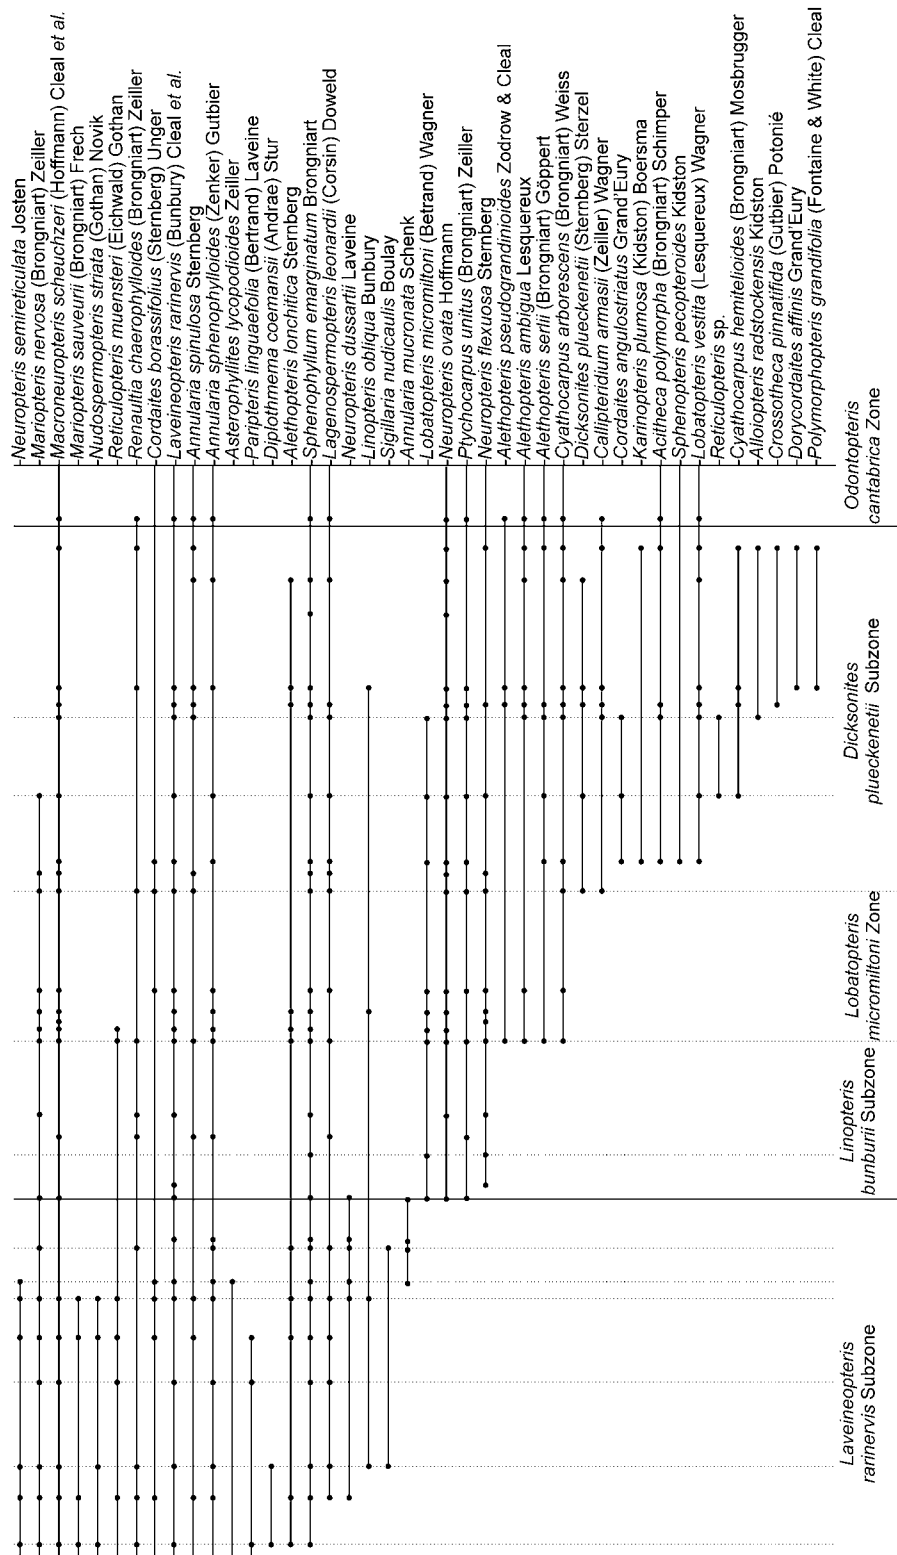 Neuropteris semireticulata Josten
Mariopteris nervosa (Brongniart) Zeiller
Macroneuropteris scheuchzeri (Hoffmann) Cleal et al.
Mariopteris sauveurii (Brongniart) Frech
Nudospermopteris striata (Gothan) Novik
Reticulopteris muensteri (Eichwald) Gothan
Renaultia chaerophylloides (Brongniart) Zeiller
Cordaites borassifolius (Sternberg) Unger
Laveineopteris rarinervis (Bunbury) Cleal et al.
Annularia spinulosa Sternberg
Annularia sphenophylloides (Zenker) Gutbier
Asterophyllites lycopodioides Zeiller
Paripteris linguaefolia (Bertrand) Laveine
Diplothmema coemansii (Andrae) Stur
Alethopteris lonchitica Sternberg
Sphenophyllum emarginatum Brongniart
Lagenospermopteris leonardii (Corsin) Doweld
Neuropteris dussartii Laveine
Linopteris obliqua Bunbury
Sigillaria nudicaulis Boulay
Annularia mucronata Schenk
Lobatopteris micromiltoni (Betrand) Wagner
Neuropteris ovata Hoffmann
Ptychocarpus unitus (Brongniart) Zeiller
Neuropteris flexuosa Sternberg
Alethopteris pseudograndinioides Zodrow & Cleal
Alethopteris ambigua Lesquereux
Alethopteris serlii (Brongniart) Göppert
Cyathocarpus arborescens (Brongniart) Weiss
Dicksonites plueckenetii (Sternberg) Sterzel
Callipteridium armasii (Zeiller) Wagner
Cordaites angulostriatus Grand'Eury
Karinopteris plumosa (Kidston) Boersma
Acitheca polymorpha (Brongniart) Schimper
Sphenopteris pecopteroides Kidston
Lobatopteris vestita (Lesquereux) Wagner
Reticulopteris sp.
Cyathocarpus hemitelioides (Brongniart) Mosbrugger
Alloiopteris radstockensis Kidston
Crossotheca pinnatifida (Gutbier) Potonié
Dorycordaites affinis Grand'Eury
Polymorphopteris grandifolia (Fontaine & White) Cleal
Odontopteris
cantabrica Zone
Dicksonites
plueckenetii Subzone
Lobatopteris
micromiltoni Zone
Linopteris
bunburii Subzone
Laveineopteris
rarinervis Subzone